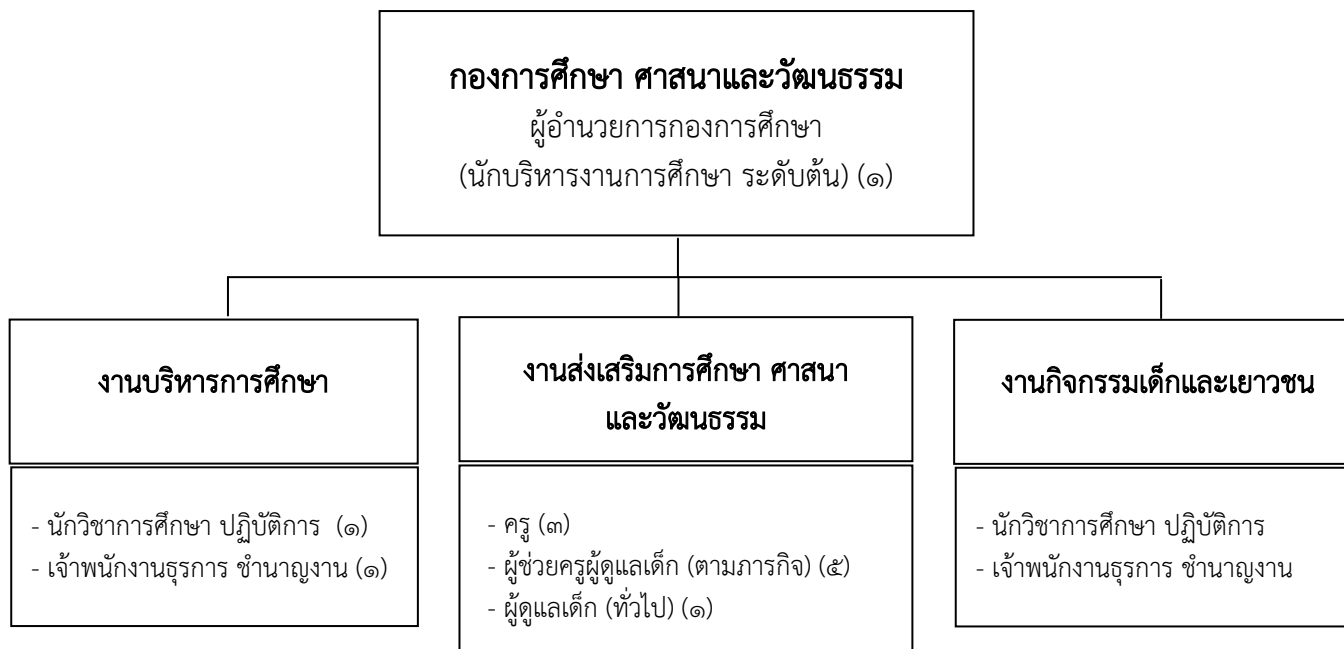 กองการศึกษา ศาสนาและวัฒนธรรม
ผู้อำนวยการกองการศึกษา
(นักบริหารงานการศึกษา ระดับต้น) (๑)
งานบริหารการศึกษา
- นักวิชาการศึกษา ปฏิบัติการ (๑)
- เจ้าพนักงานธุรการ ชำนาญงาน (๑)
งานส่งเสริมการศึกษา ศาสนา
และวัฒนธรรม
- ครู (๓)
- ผู้ช่วยครูผู้ดูแลเด็ก (ตามภารกิจ) (๕)
- ผู้ดูแลเด็ก (ทั่วไป) (๑)
งานกิจกรรมเด็กและเยาวชน
- นักวิชาการศึกษา ปฏิบัติการ
- เจ้าพนักงานธุรการ ชำนาญงาน